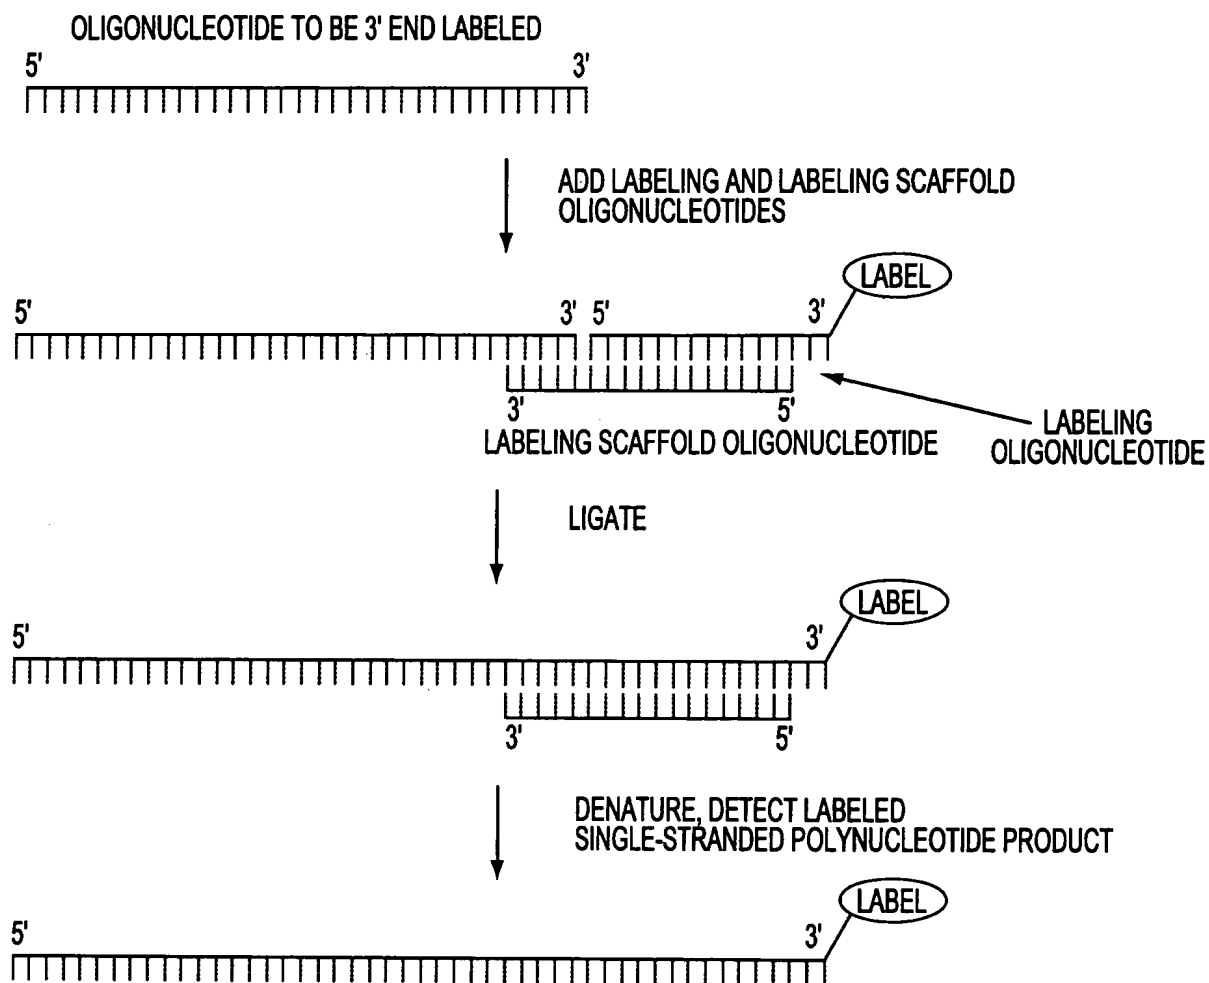 OLIGONUCLEOTIDE TO BE 3' END LABELED
5' 3'
ADD LABELING AND LABELING SCAFFOLD
OLIGONUCLEOTIDES
LABEL
5' 3' 5' 3'
3' 5'
LABELING SCAFFOLD OLIGONUCLEOTIDE
LABELING
OLIGONUCLEOTIDE
LIGATE
LABEL
5' 3'
3' 5'
DENATURE, DETECT LABELED
SINGLE-STRANDED POLYNUCLEOTIDE PRODUCT
LABEL
5' 3'